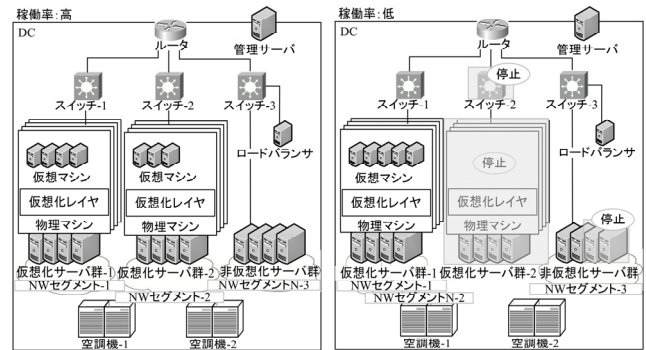 稼働率:高
DC
ルータ
管理サーバ
スイッチ-1
スイッチ-2
スイッチ-3
ロードバランサ
仮想マシン
仮想化レイヤ
物理マシン
仮想マシン
仮想化レイヤ
物理マシン
仮想化サーバ群-1
仮想化サーバ群-2
非仮想化サーバ群
NWセグメント-1
NWセグメントN-3
NWセグメント-2
空調機-1
空調機-2
稼働率:低
DC
ルータ
管理サーバ
停止
スイッチ-1
スイッチ-2
スイッチ-3
ロードバランサ
仮想マシン
仮想化レイヤ
物理マシン
停止
仮想化レイヤ
物理マシン
停止
仮想化サーバ群-1
仮想化サーバ群-2
非仮想化サーバ群
NWセグメント-1
NWセグメント-3
NWセグメントN-2
空調機-1
空調機-2